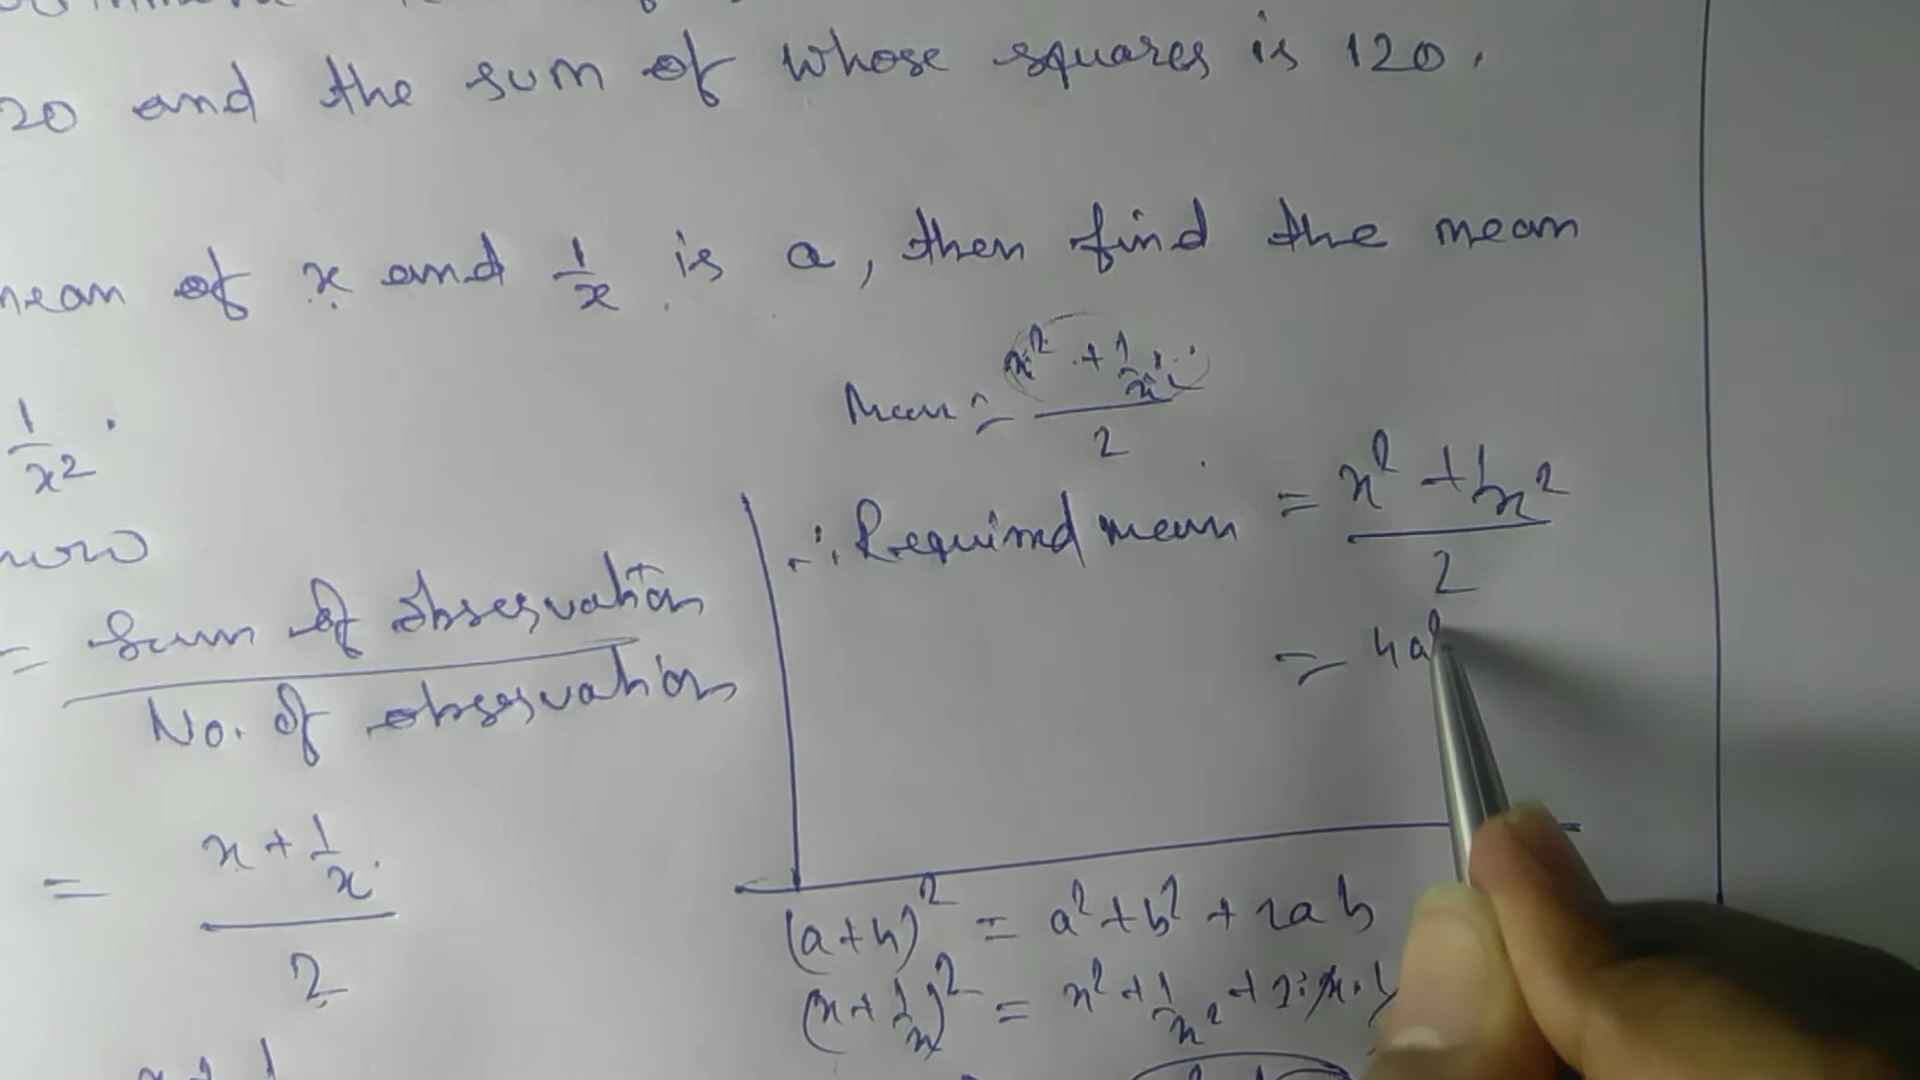 20 and the sum of whose squares is 120.
mean of x and 1/x is a, then find the mean
Mean = (x² + 1/x²)/2
1/x².
∴ Required mean = (x² + 1/x²)/2
= Sum of observation / No. of observation
= 4a²
= (x + 1/x)/2
(a+b)² = a²+b²+2ab
(x + 1/x)² = x² + 1/x² + 2·x·1